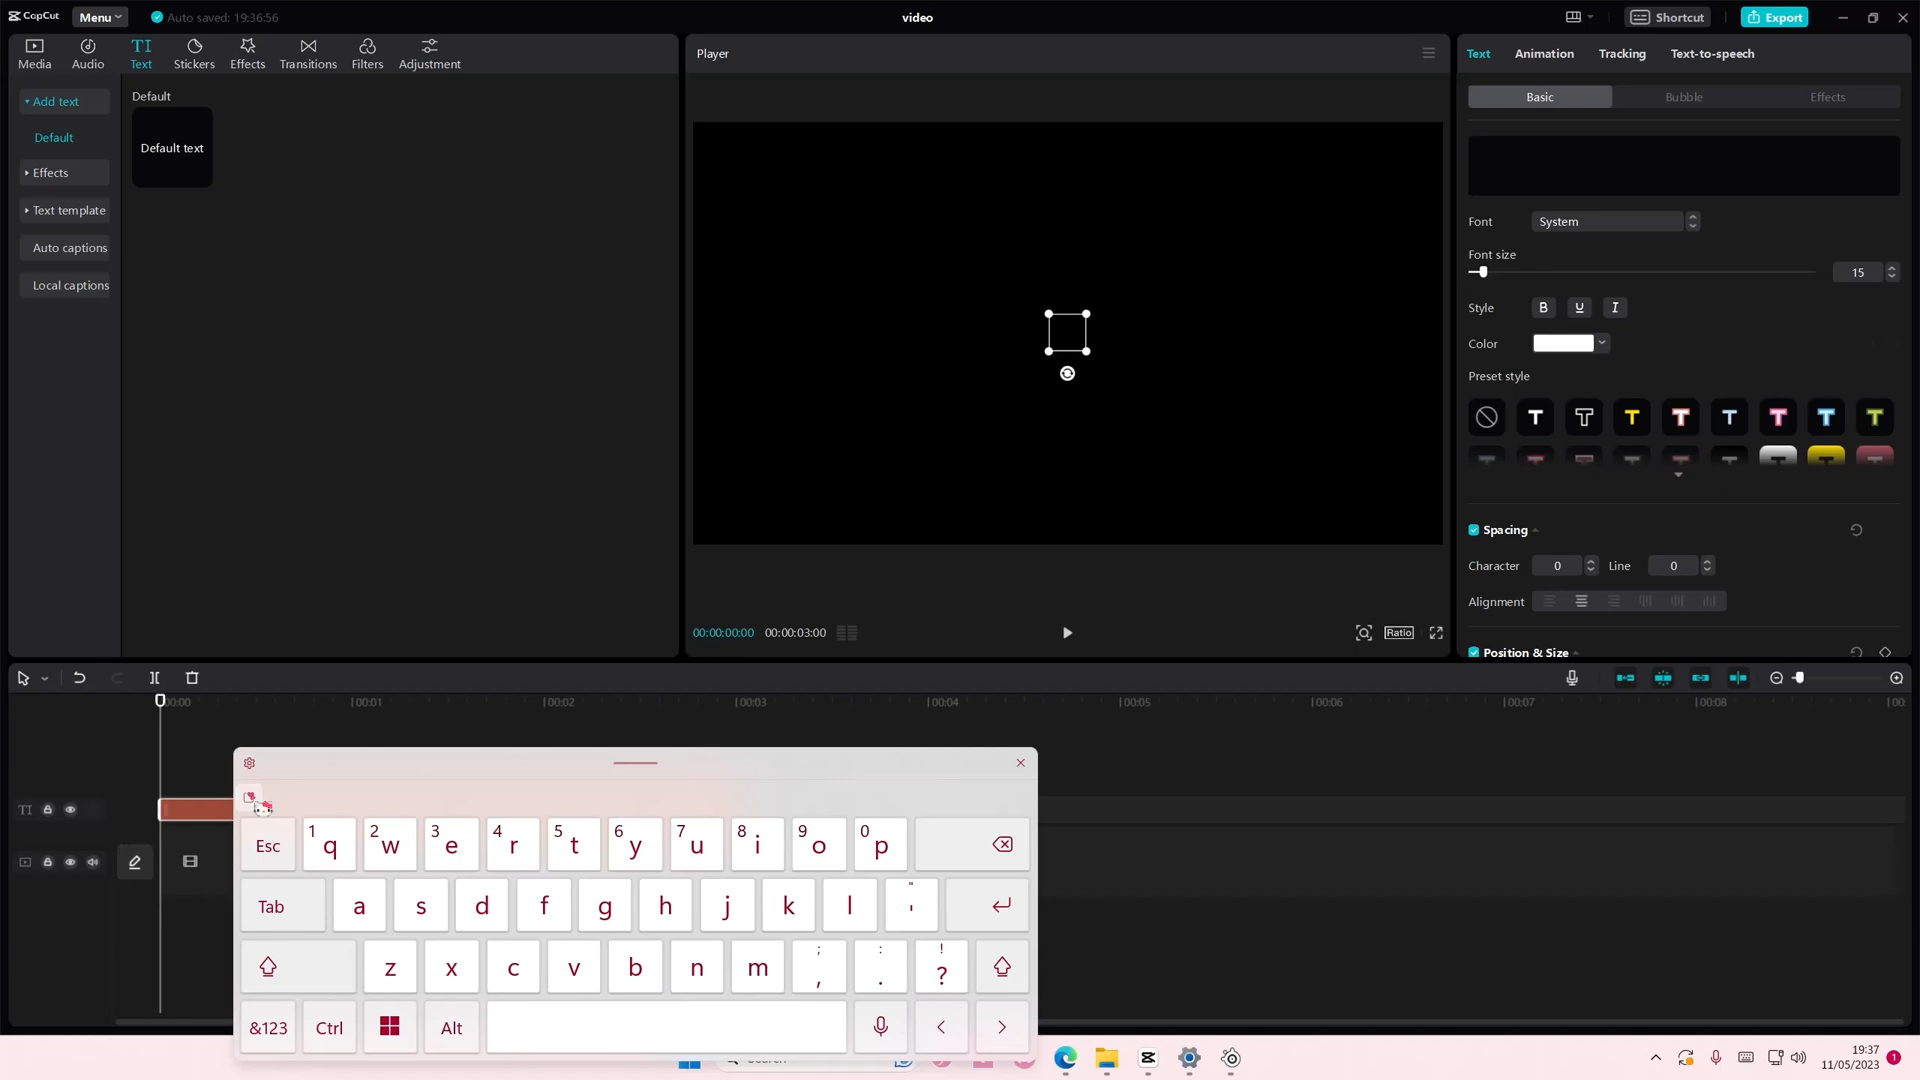 CapCut Menu Auto saved: 19:36:56 video Shortcut Export
Media Audio Text Stickers Effects Transitions Filters Adjustment
Add text
Default
Effects
Text template
Auto captions
Local captions
Default
Default text
Player
00:00:00:00 00:00:03:00 Ratio
Text Animation Tracking Text-to-speech
Basic Bubble Effects
Font System
Font size
15
Style B U I
Color
Preset style
T T T T T T T T
Spacing
Character 0 Line 0
Alignment
Position & Size
00:00 00:01 00:02 00:03 00:04 00:05 00:06 00:07 00:08 00
TI
Esc 1 q 2 w 3 e 4 r 5 t 6 y 7 u 8 i 9 o 0 p
Tab a s d f g h j k l " '
z x c v b n m ; , : . ! ?
&123 Ctrl Alt
19:37
11/05/2023 1